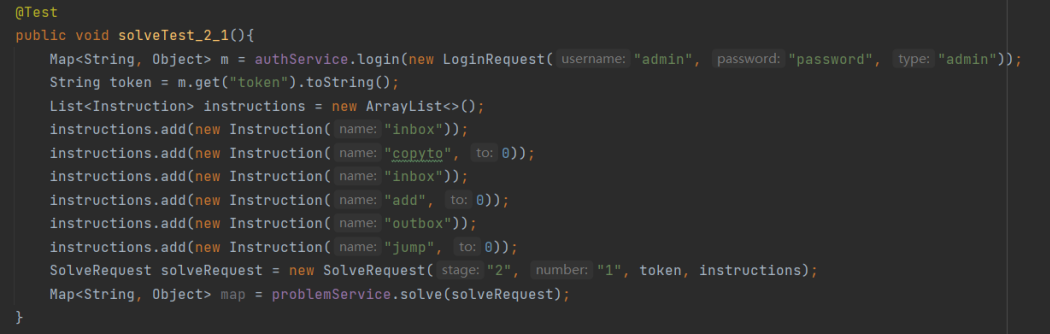 @Test
public void solveTest_2_1(){
Map<String, Object> m = authService.login(new LoginRequest( username: "admin", password: "password", type: "admin"));
String token = m.get("token").toString();
List<Instruction> instructions = new ArrayList<>();
instructions.add(new Instruction( name: "inbox"));
instructions.add(new Instruction( name: "copyto", to: 0));
instructions.add(new Instruction( name: "inbox"));
instructions.add(new Instruction( name: "add", to: 0));
instructions.add(new Instruction( name: "outbox"));
instructions.add(new Instruction( name: "jump", to: 0));
SolveRequest solveRequest = new SolveRequest( stage: "2", number: "1", token, instructions);
Map<String, Object> map = problemService.solve(solveRequest);
}